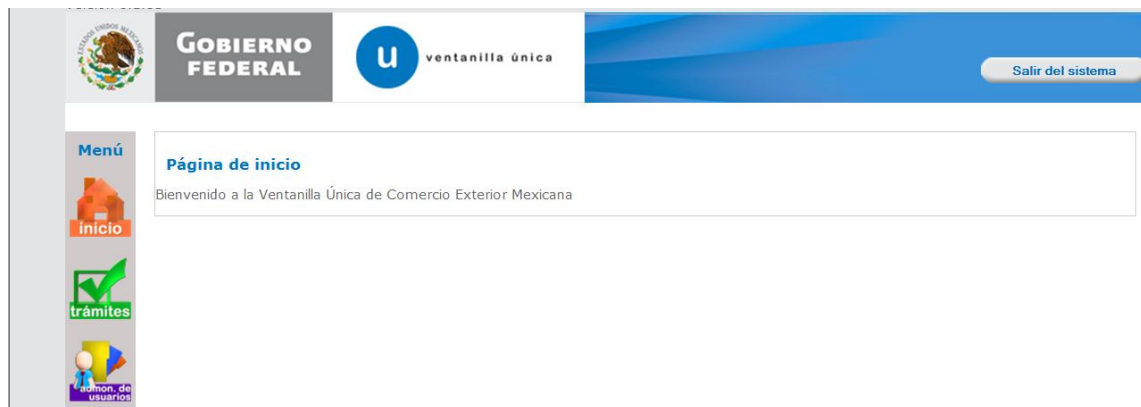 GOBIERNO
FEDERAL
u ventanilla única
Salir del sistema
Menú
Página de inicio
Bienvenido a la Ventanilla Única de Comercio Exterior Mexicana
inicio
trámites
admon. de
usuarios